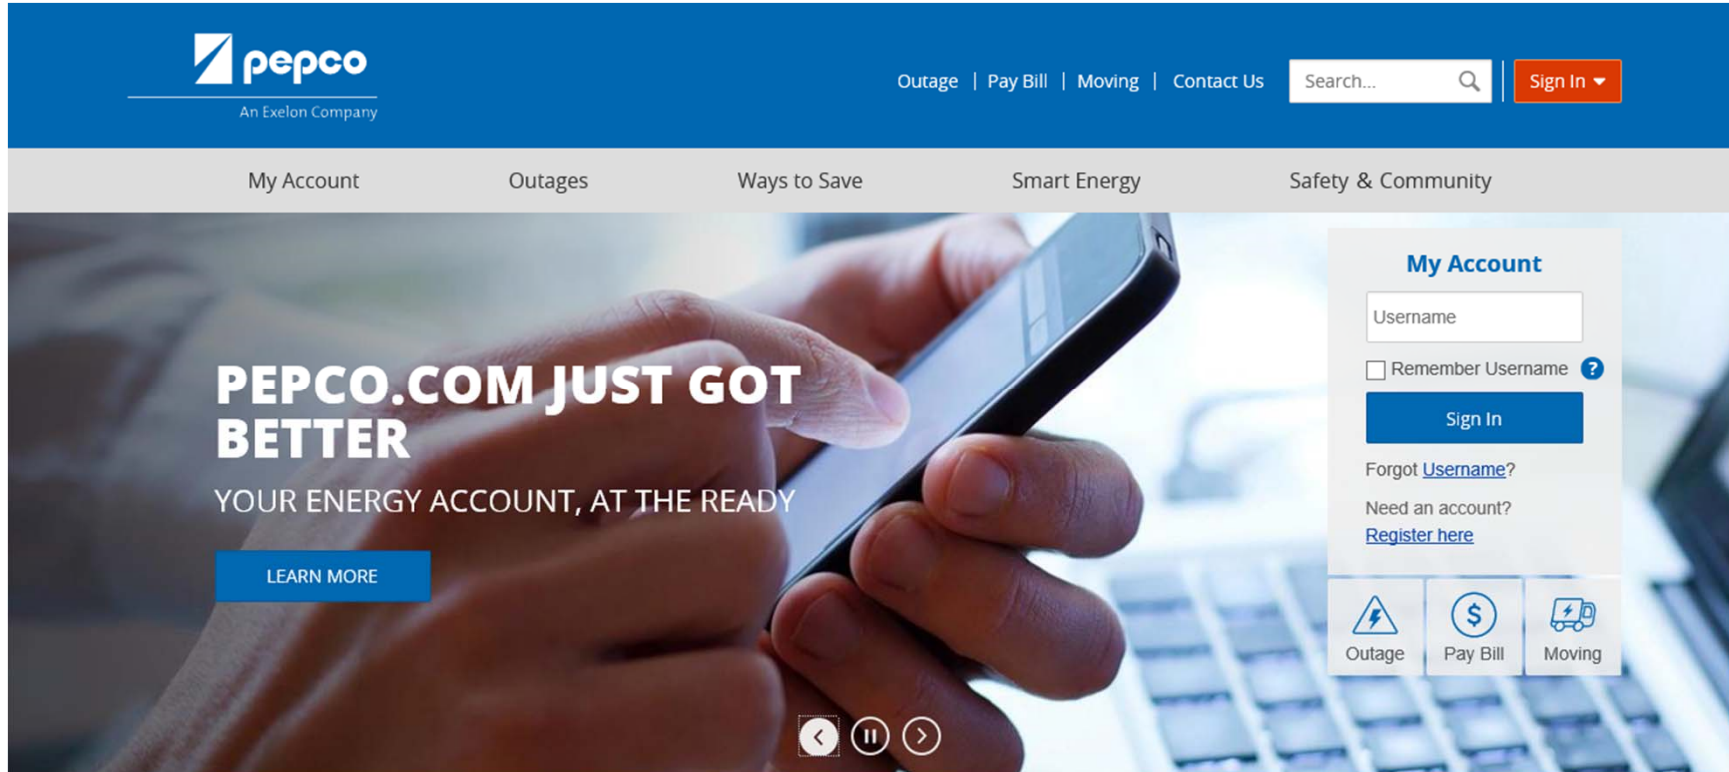 pepco
An Exelon Company
Outage | Pay Bill | Moving | Contact Us
Search...
Sign In
My Account
Outages
Ways to Save
Smart Energy
Safety & Community
PEPCO.COM JUST GOT
BETTER
YOUR ENERGY ACCOUNT, AT THE READY
LEARN MORE
My Account
Username
Remember Username ?
Sign In
Forgot Username?
Need an account?
Register here
Outage
Pay Bill
Moving